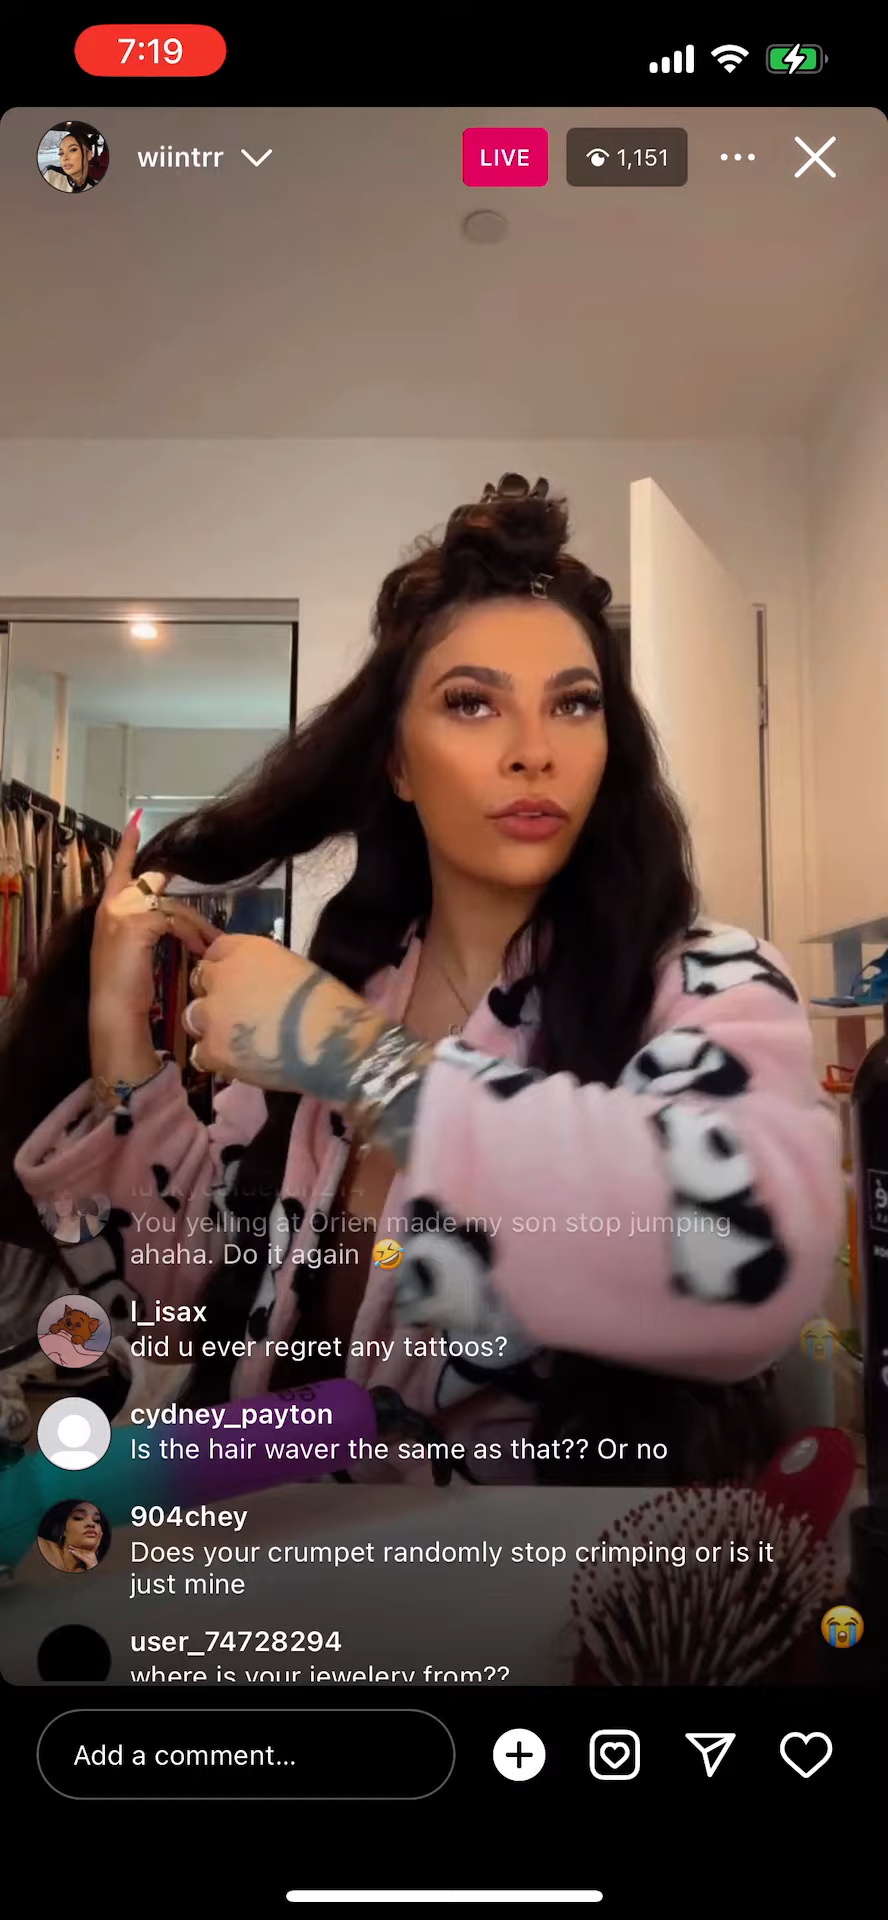 7:19
wiintrr
LIVE
1,151
You yelling at Orien made my son stop jumping
ahaha. Do it again 🤣
l_isax
did u ever regret any tattoos?
cydney_payton
Is the hair waver the same as that?? Or no
904chey
Does your crumpet randomly stop crimping or is it
just mine
user_74728294
where is your jewelery from??
Add a comment...